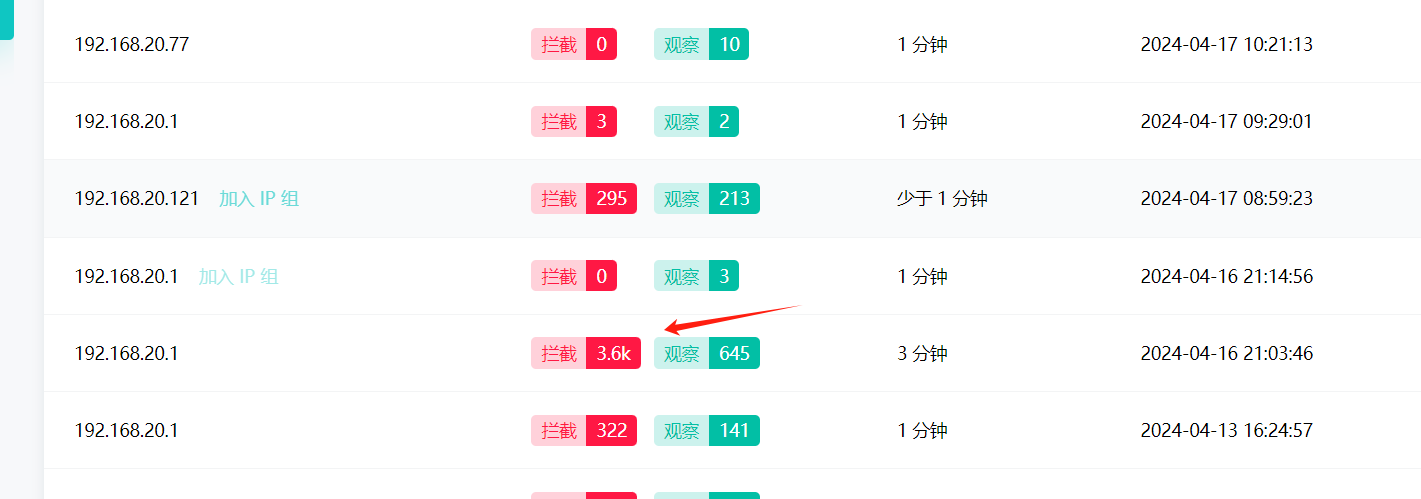 192.168.20.77 拦截 0 观察 10 1 分钟 2024-04-17 10:21:13
192.168.20.1 拦截 3 观察 2 1 分钟 2024-04-17 09:29:01
192.168.20.121 加入 IP 组 拦截 295 观察 213 少于 1 分钟 2024-04-17 08:59:23
192.168.20.1 加入 IP 组 拦截 0 观察 3 1 分钟 2024-04-16 21:14:56
192.168.20.1 拦截 3.6k 观察 645 3 分钟 2024-04-16 21:03:46
192.168.20.1 拦截 322 观察 141 1 分钟 2024-04-13 16:24:57